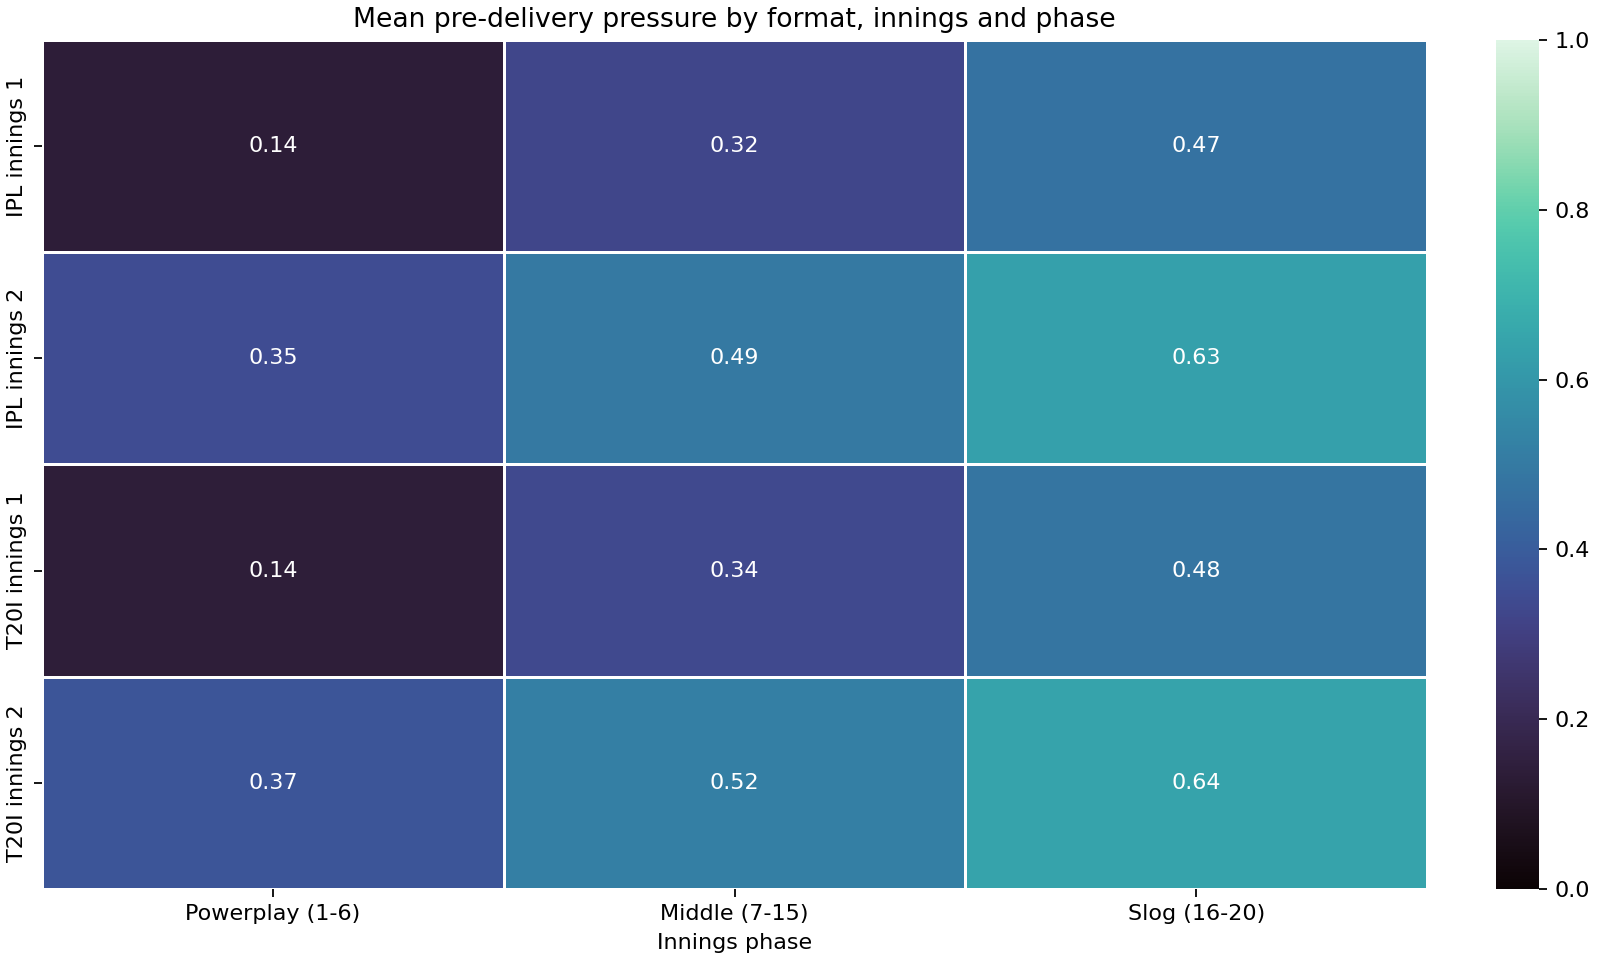 Mean pre-delivery pressure by format, innings and phase
IPL innings 1
0.14
0.32
0.47
IPL innings 2
0.35
0.49
0.63
T20I innings 1
0.14
0.34
0.48
T20I innings 2
0.37
0.52
0.64
Powerplay (1-6)
Middle (7-15)
Slog (16-20)
Innings phase
1.0
0.8
0.6
0.4
0.2
0.0